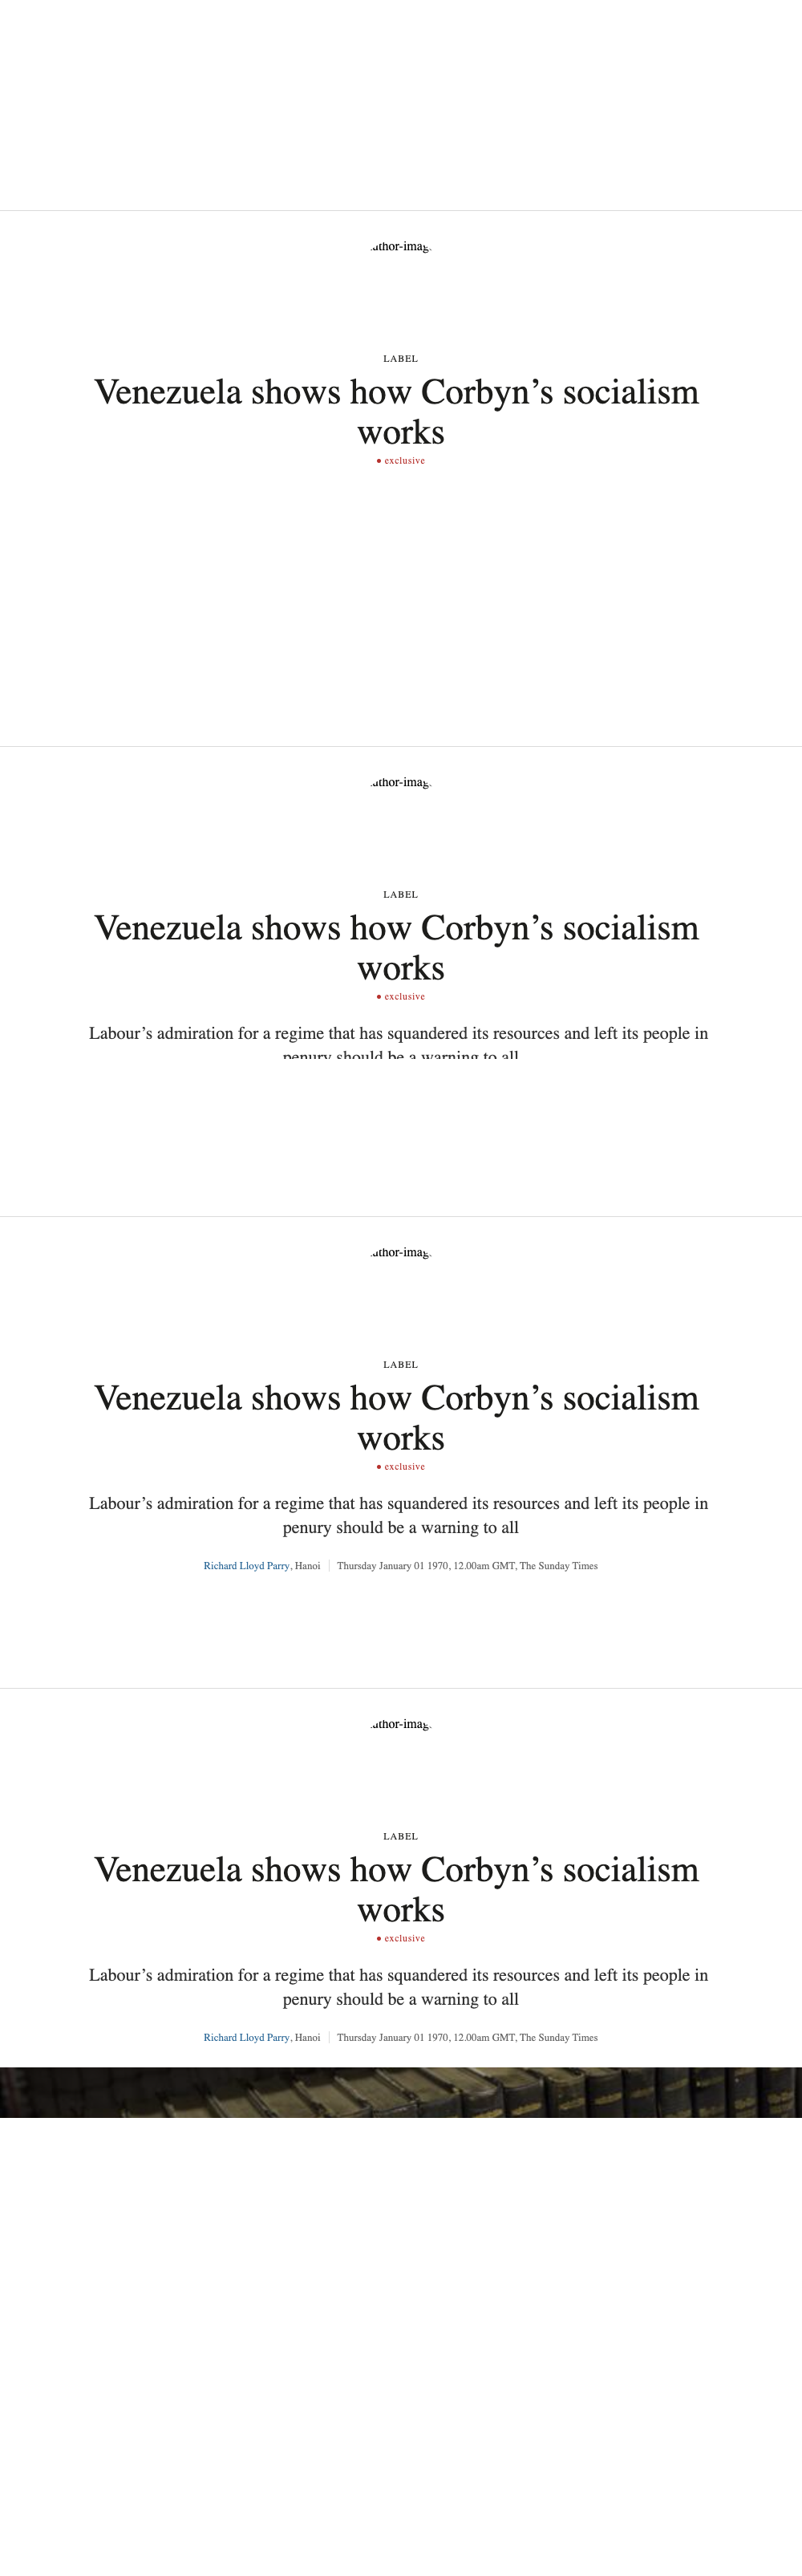 author-image
LABEL
Venezuela shows how Corbyn’s socialism
works
• exclusive
author-image
LABEL
Venezuela shows how Corbyn’s socialism
works
• exclusive
Labour’s admiration for a regime that has squandered its resources and left its people in
penury should be a warning to all
author-image
LABEL
Venezuela shows how Corbyn’s socialism
works
• exclusive
Labour’s admiration for a regime that has squandered its resources and left its people in
penury should be a warning to all
Richard Lloyd Parry, Hanoi | Thursday January 01 1970, 12.00am GMT, The Sunday Times
author-image
LABEL
Venezuela shows how Corbyn’s socialism
works
• exclusive
Labour’s admiration for a regime that has squandered its resources and left its people in
penury should be a warning to all
Richard Lloyd Parry, Hanoi | Thursday January 01 1970, 12.00am GMT, The Sunday Times